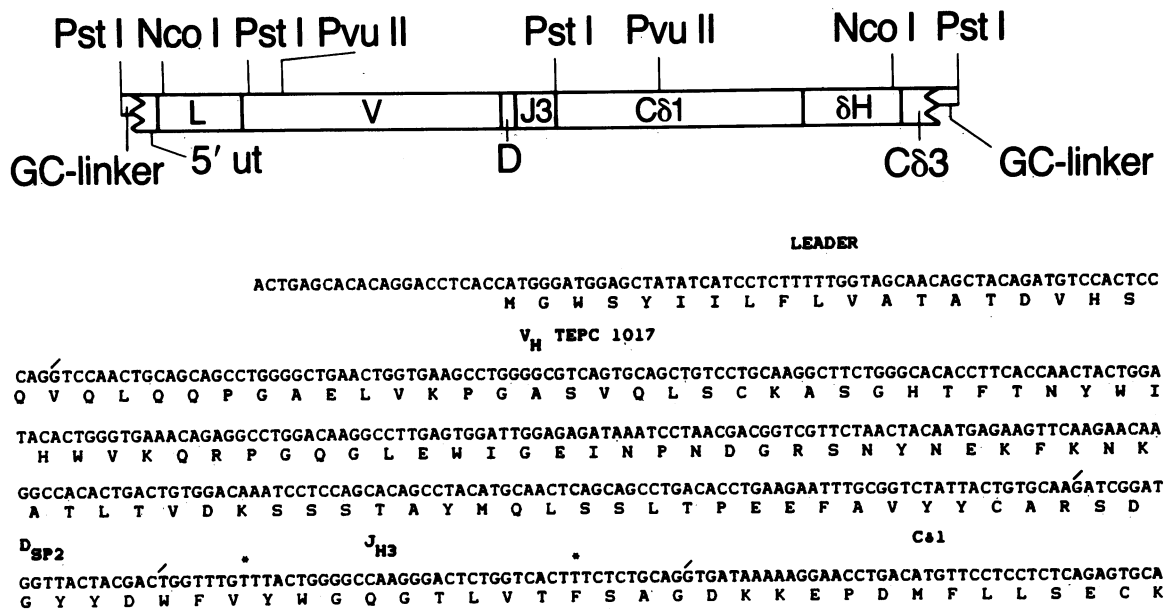 Pst I Nco I Pst I Pvu II Pst I Pvu II Nco I Pst I
L V J3 Cδ1 δH
GC-linker 5' ut D Cδ3 GC-linker
LEADER
ACTGAGCACACAGGACCTCACCATGGGATGGAGCTATATCATCCTCTTTTTGGTAGCAACAGCTACAGATGTCCACTCC
M G W S Y I I L F L V A T A T D V H S
VH TEPC 1017
CAGGTCCAACTGCAGCAGCCTGGGGCTGAACTGGTGAAGCCTGGGGCGTCAGTGCAGCTGTCCTGCAAGGCTTCTGGGCACACCTTCACCAACTACTGGA
Q V Q L Q Q P G A E L V K P G A S V Q L S C K A S G H T F T N Y W I
TACACTGGGTGAAACAGAGGCCTGGACAAGGCCTTGAGTGGATTGGAGAGATAAATCCTAACGACGGTCGTTCTAACTACAATGAGAAGTTCAAGAACAA
H W V K Q R P G Q G L E W I G E I N P N D G R S N Y N E K F K N K
GGCCACACTGACTGTGGACAAATCCTCCAGCACAGCCTACATGCAACTCAGCAGCCTGACACCTGAAGAATTTGCGGTCTATTACTGTGCAAGATCGGAT
A T L T V D K S S S T A Y M Q L S S L T P E E F A V Y Y C A R S D
DSP2 * JH3 * Cδ1
GGTTACTACGACTGGTTTGTTTACTGGGGCCAAGGGACTCTGGTCACTTTCTCTGCAGGTGATAAAAAGGAACCTGACATGTTCCTCCTCTCAGAGTGCA
G Y Y D W F V Y W G Q G T L V T F S A G D K K E P D M F L L S E C K